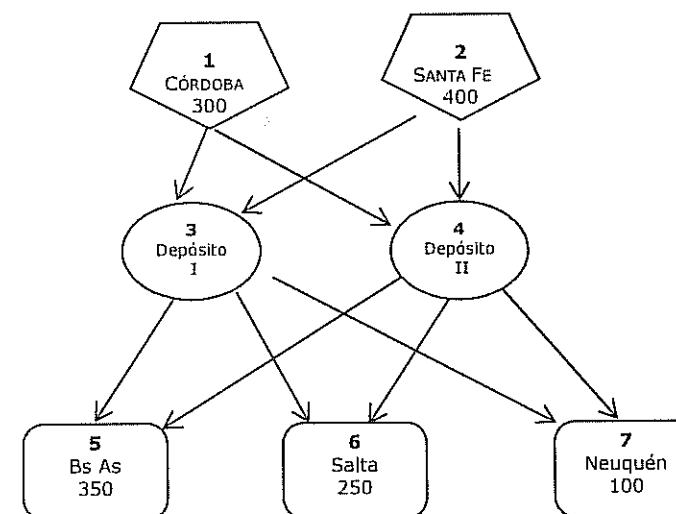 1
CÓRDOBA
300
2
SANTA FE
400
3
Depósito
I
4
Depósito
II
5
Bs As
350
6
Salta
250
7
Neuquén
100